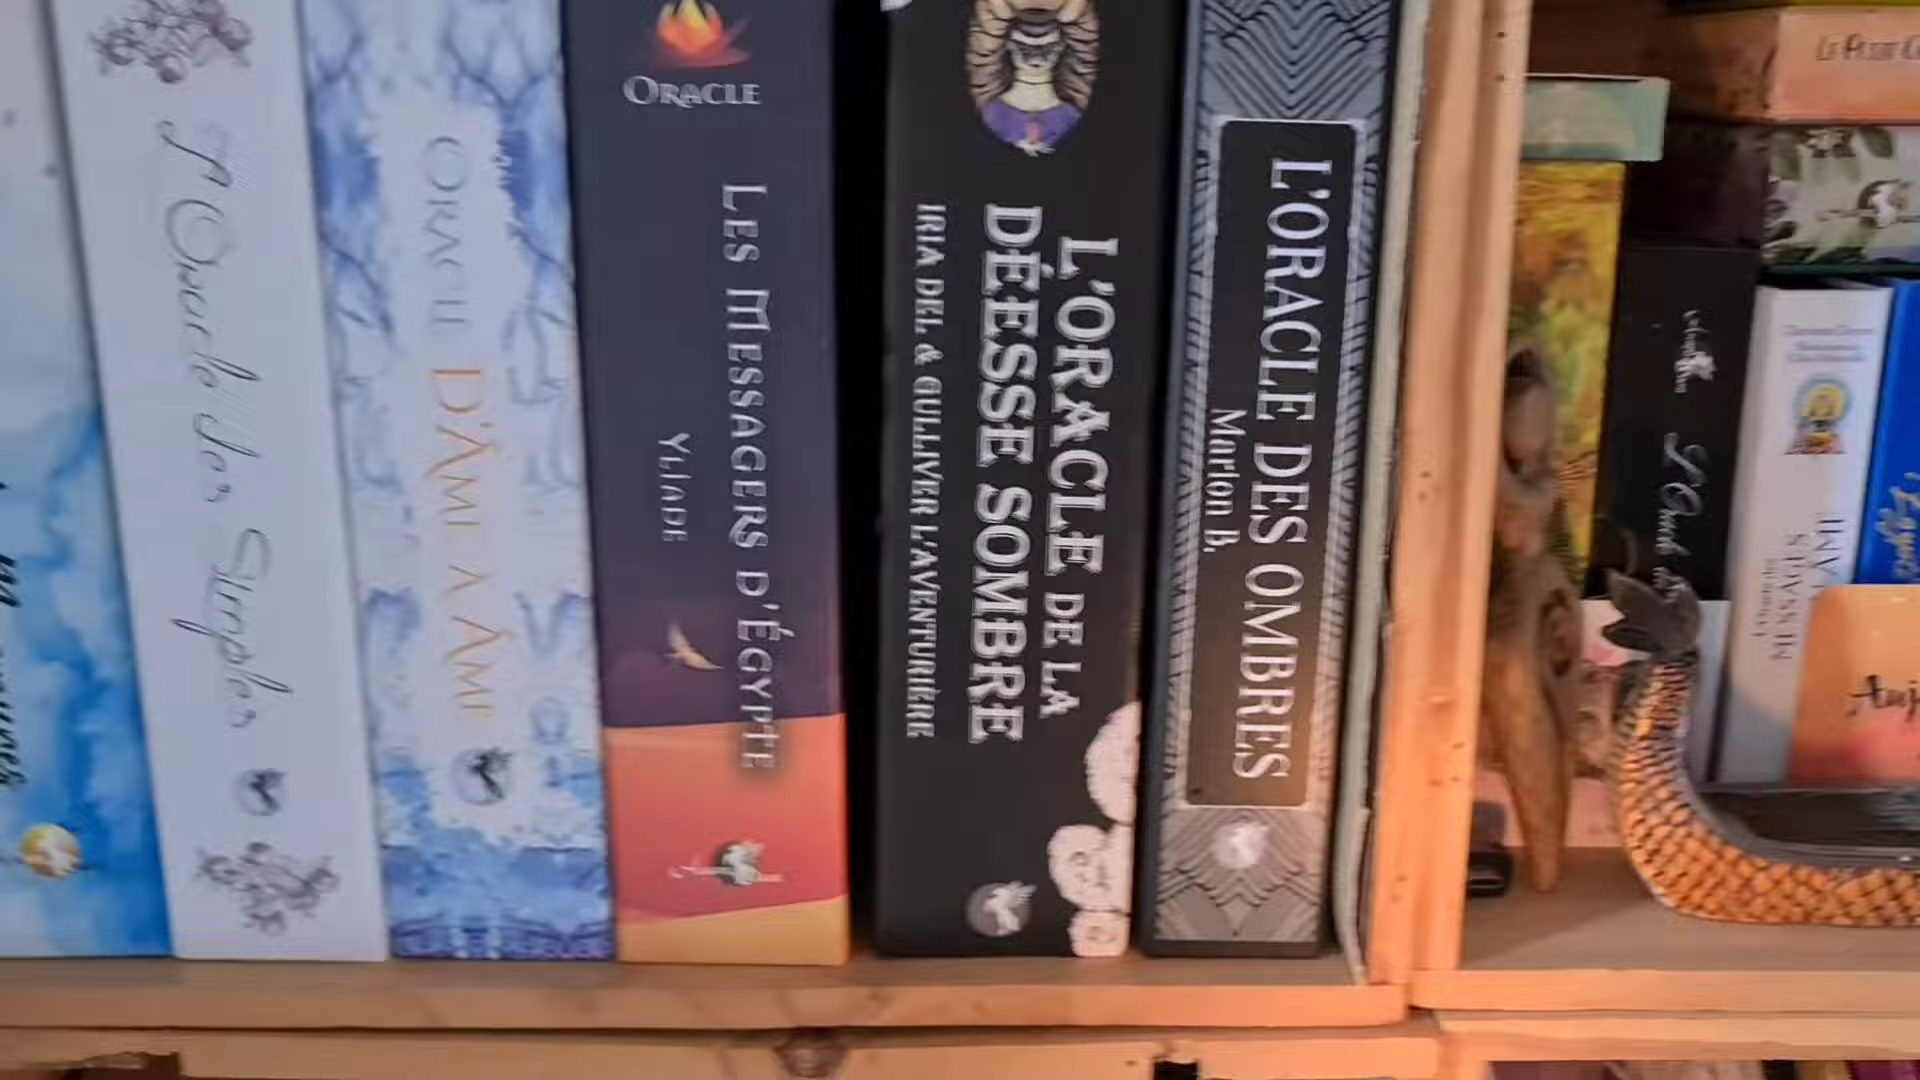 L'Oracle des Simples
ORACLE
D'ÂME À ÂME
ORACLE
LES MESSAGERS D'ÉGYPTE
YLIADE
L'ORACLE DE LA
DÉESSE SOMBRE
IRIA DEL & GULLIVER L'AVENTURIÈRE
L'ORACLE DES OMBRES
Marion B.